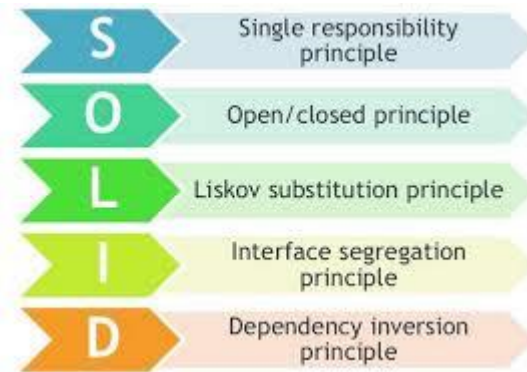 S
Single responsibility
principle
O
Open/closed principle
L
Liskov substitution principle
I
Interface segregation
principle
D
Dependency inversion
principle